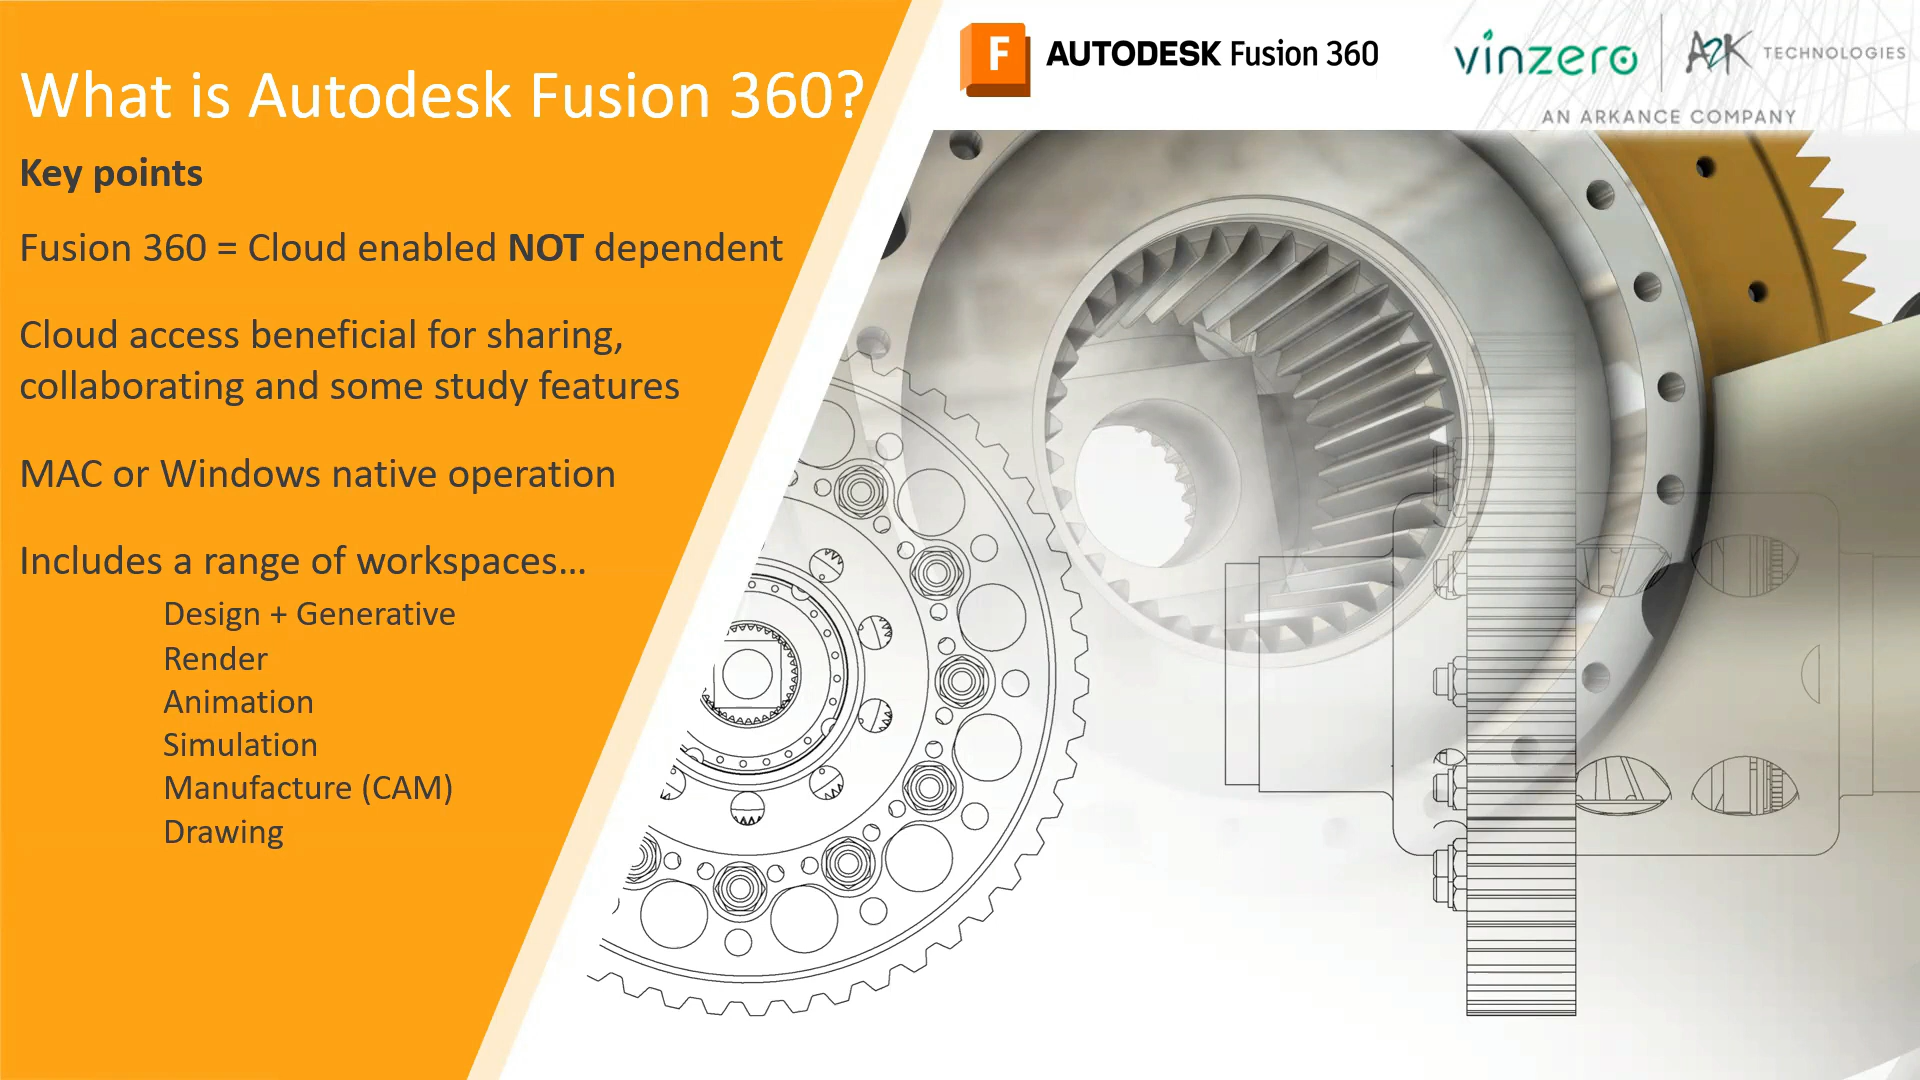 What is Autodesk Fusion 360?
Key points
Fusion 360 = Cloud enabled NOT dependent
Cloud access beneficial for sharing,
collaborating and some study features
MAC or Windows native operation
Includes a range of workspaces...
Design + Generative
Render
Animation
Simulation
Manufacture (CAM)
Drawing
F AUTODESK Fusion 360
vinzero A2K TECHNOLOGIES
AN ARKANCE COMPANY